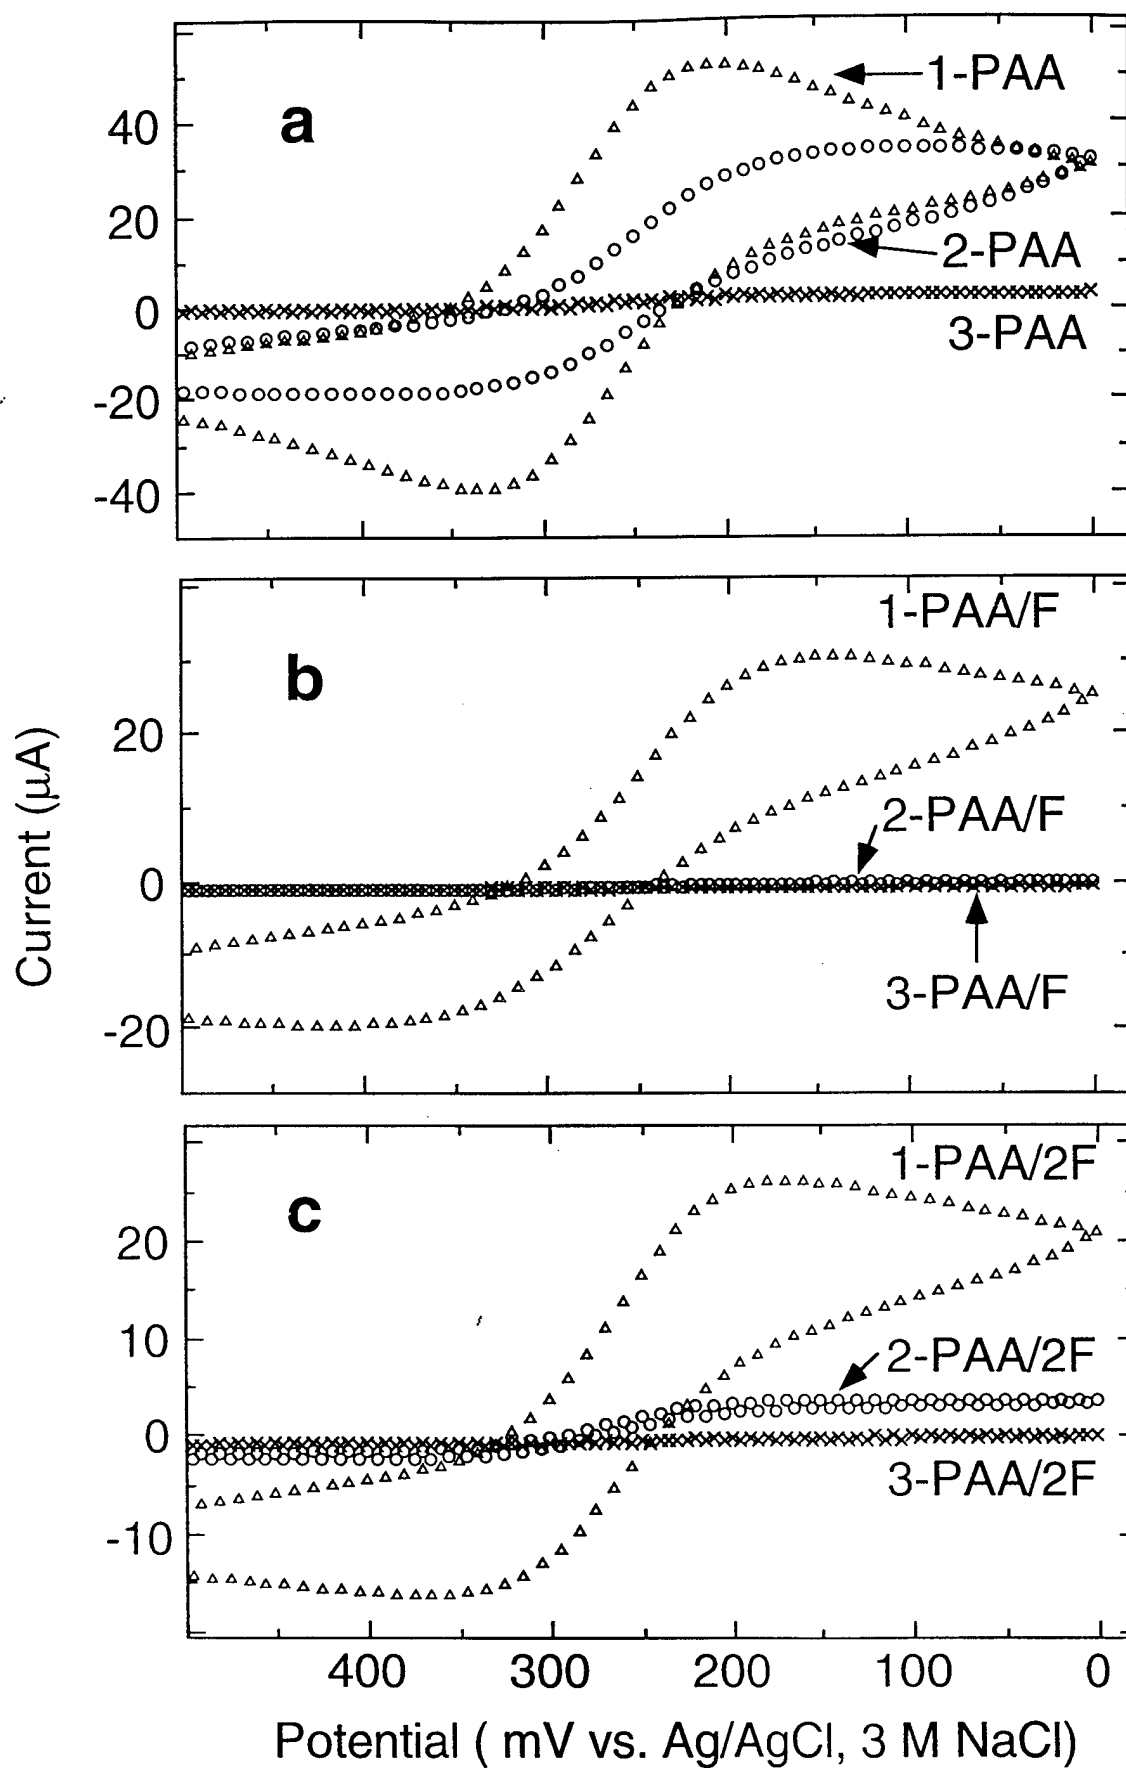 a
1-PAA
40
20
2-PAA
0
3-PAA
-20
-40
1-PAA/F
b
20
2-PAA/F
0
3-PAA/F
-20
Current (μA)
1-PAA/2F
c
20
10
2-PAA/2F
0
3-PAA/2F
-10
400 300 200 100 0
Potential ( mV vs. Ag/AgCl, 3 M NaCl)